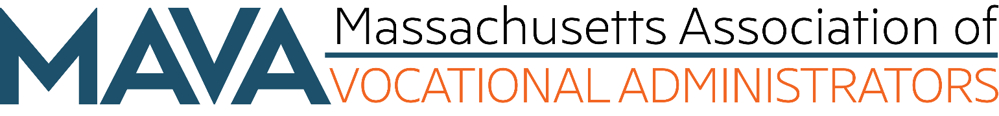 MAVA
Massachusetts Association of
VOCATIONAL ADMINISTRATORS